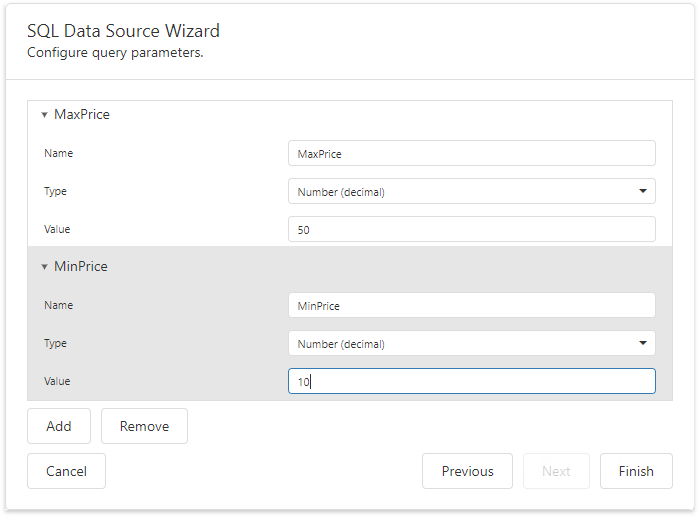 SQL Data Source Wizard
Configure query parameters.
MaxPrice
Name MaxPrice
Type Number (decimal)
Value 50
MinPrice
Name MinPrice
Type Number (decimal)
Value 10
Add Remove
Cancel Previous Next Finish